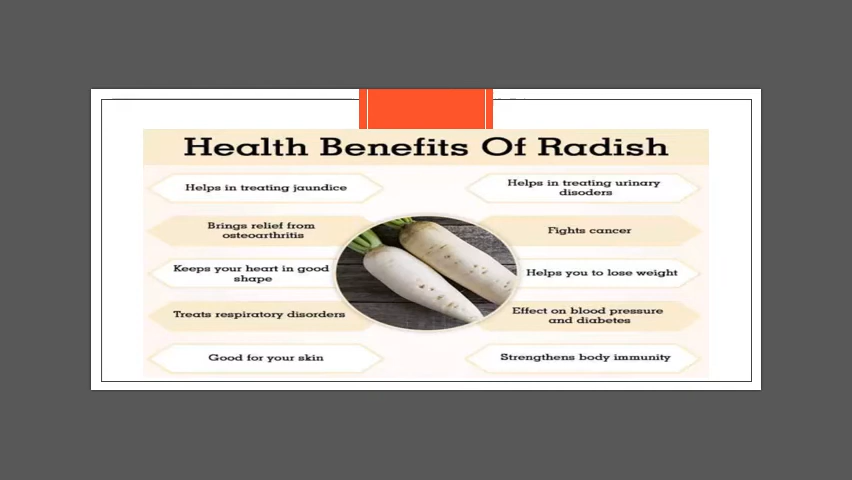 Health Benefits Of Radish
Helps in treating jaundice
Helps in treating urinary
disoders
Brings relief from
osteoarthritis
Fights cancer
Keeps your heart in good
shape
Helps you to lose weight
Treats respiratory disorders
Effect on blood pressure
and diabetes
Good for your skin
Strengthens body immunity